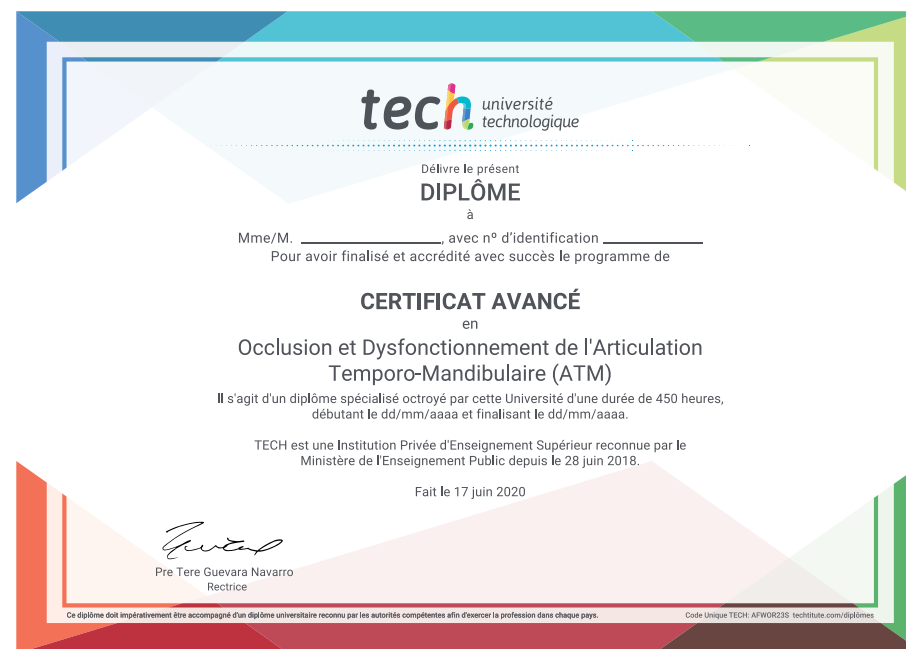 tech université
technologique
Délivre le présent
DIPLÔME
à
Mme/M. ____________________, avec nº d'identification ______________
Pour avoir finalisé et accrédité avec succès le programme de
CERTIFICAT AVANCÉ
en
Occlusion et Dysfonctionnement de l'Articulation
Temporo-Mandibulaire (ATM)
Il s'agit d'un diplôme spécialisé octroyé par cette Université d'une durée de 450 heures,
débutant le dd/mm/aaaa et finalisant le dd/mm/aaaa.
TECH est une Institution Privée d'Enseignement Supérieur reconnue par le
Ministère de l'Enseignement Public depuis le 28 juin 2018.
Fait le 17 juin 2020
Pre Tere Guevara Navarro
Rectrice
Ce diplôme doit impérativement être accompagné d'un diplôme universitaire reconnu par les autorités compétentes afin d'exercer la profession dans chaque pays.
Code Unique TECH: AFWOR23S techtitute.com/diplômes